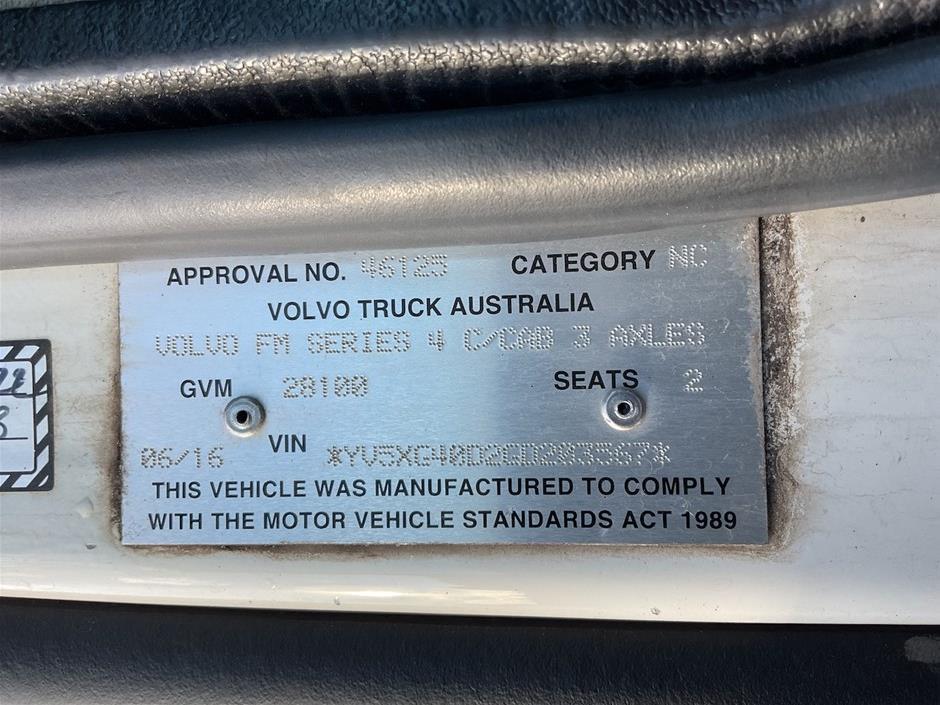 APPROVAL NO. 46125 CATEGORY NC
VOLVO TRUCK AUSTRALIA
VOLVO FM SERIES 4 C/CAB 3 AXLES
GVM 28100 SEATS 2
06/16 VIN *YV5XG40D2GD203567*
THIS VEHICLE WAS MANUFACTURED TO COMPLY
WITH THE MOTOR VEHICLE STANDARDS ACT 1989